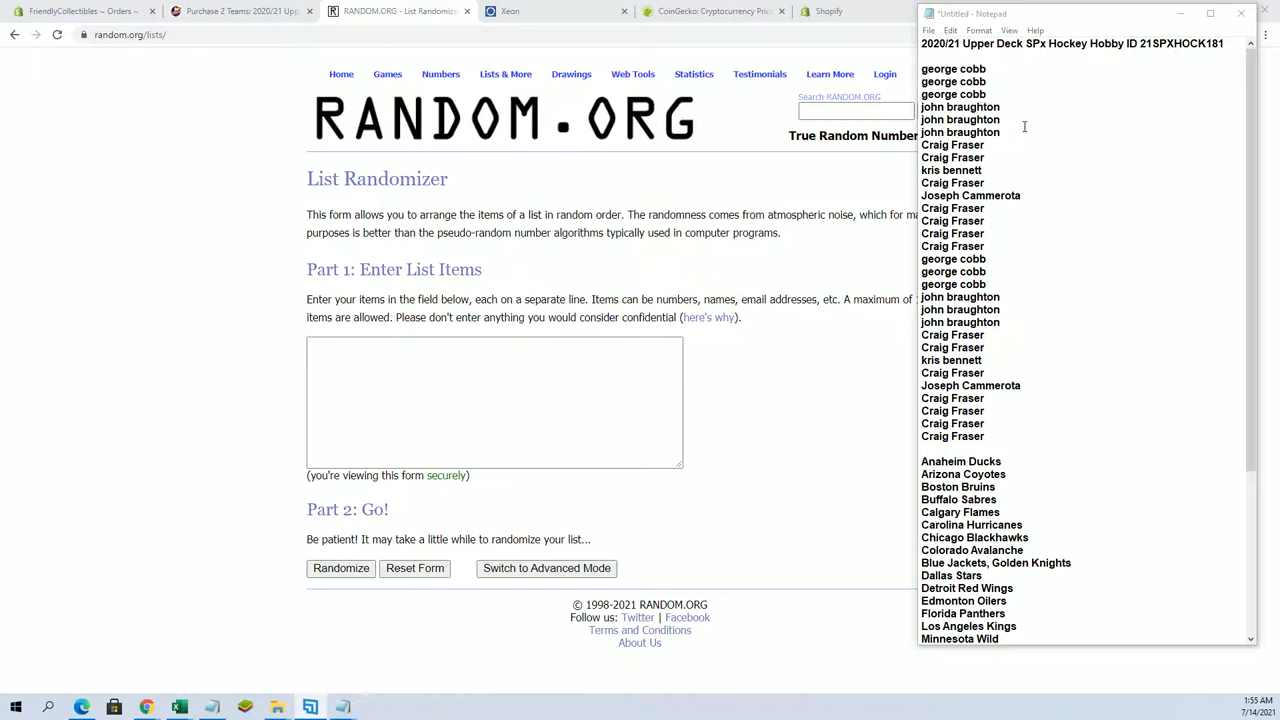 FriendlyCollectibles ~ Orders ~
Purchase 2 Teams: 2020/21 Upp
RANDOM.ORG - List Randomizer
Xeon
CoinGecko: Cryptocurrency Pric
Shopify
random.org/lists/
Home Games Numbers Lists & More Drawings Web Tools Statistics Testimonials Learn More Login
Search RANDOM.ORG
RANDOM.ORG
True Random Number
List Randomizer
This form allows you to arrange the items of a list in random order. The randomness comes from atmospheric noise, which for ma
purposes is better than the pseudo-random number algorithms typically used in computer programs.
Part 1: Enter List Items
Enter your items in the field below, each on a separate line. Items can be numbers, names, email addresses, etc. A maximum of
items are allowed. Please don't enter anything you would consider confidential (here's why).
(you're viewing this form securely)
Part 2: Go!
Be patient! It may take a little while to randomize your list...
Randomize Reset Form Switch to Advanced Mode
© 1998-2021 RANDOM.ORG
Follow us: Twitter | Facebook
Terms and Conditions
About Us
*Untitled - Notepad
File Edit Format View Help
2020/21 Upper Deck SPx Hockey Hobby ID 21SPXHOCK181
george cobb
george cobb
george cobb
john braughton
john braughton
john braughton
Craig Fraser
Craig Fraser
kris bennett
Craig Fraser
Joseph Cammerota
Craig Fraser
Craig Fraser
Craig Fraser
Craig Fraser
george cobb
george cobb
george cobb
john braughton
john braughton
john braughton
Craig Fraser
Craig Fraser
kris bennett
Craig Fraser
Joseph Cammerota
Craig Fraser
Craig Fraser
Craig Fraser
Craig Fraser
Anaheim Ducks
Arizona Coyotes
Boston Bruins
Buffalo Sabres
Calgary Flames
Carolina Hurricanes
Chicago Blackhawks
Colorado Avalanche
Blue Jackets, Golden Knights
Dallas Stars
Detroit Red Wings
Edmonton Oilers
Florida Panthers
Los Angeles Kings
Minnesota Wild
1:55 AM
7/14/2021